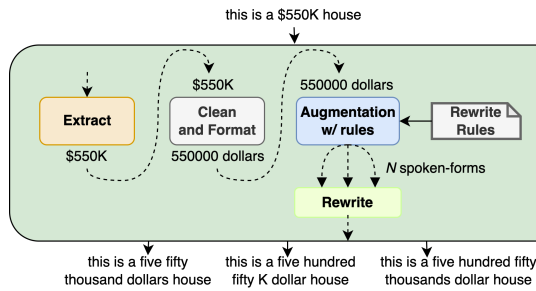 this is a $550K house
$550K
550000 dollars
Extract
Clean
and Format
Augmentation
w/ rules
Rewrite
Rules
$550K
550000 dollars
N spoken-forms
Rewrite
this is a five fifty
thousand dollars house
this is a five hundred
fifty K dollar house
this is a five hundred fifty
thousands dollar house